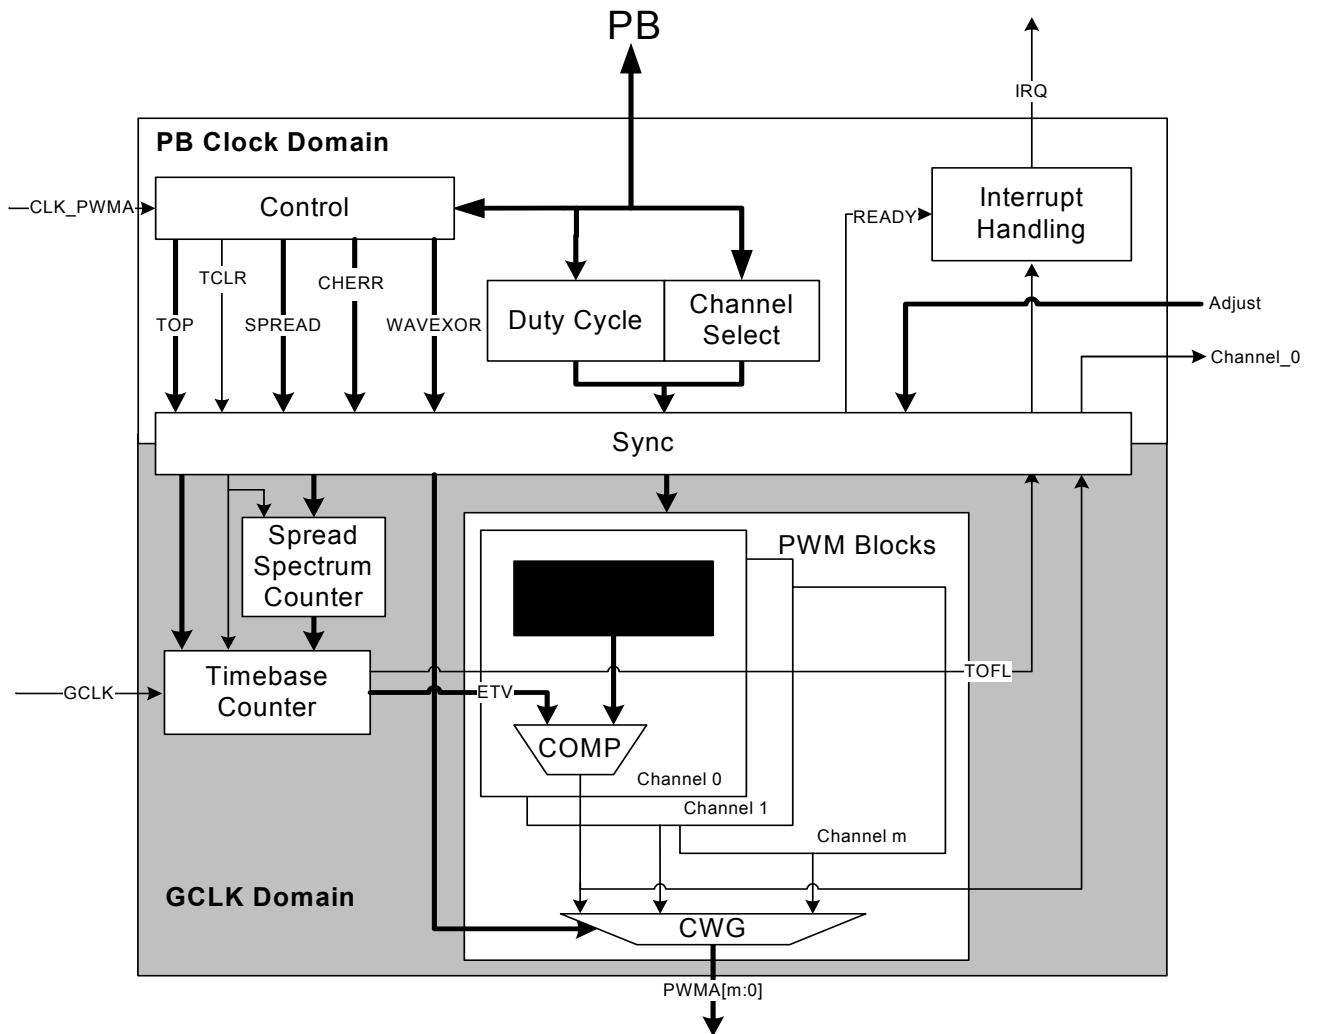 PB
IRQ
PB Clock Domain
CLK_PWMA
Control
READY
Interrupt
Handling
TCLR
CHERR
TOP
SPREAD
WAVEXOR
Duty Cycle
Channel
Select
Adjust
Channel_0
Sync
Spread
Spectrum
Counter
PWM Blocks
Timebase
Counter
GCLK
ETV
TOFL
COMP
Channel 0
Channel 1
Channel m
GCLK Domain
CWG
PWMA[m:0]